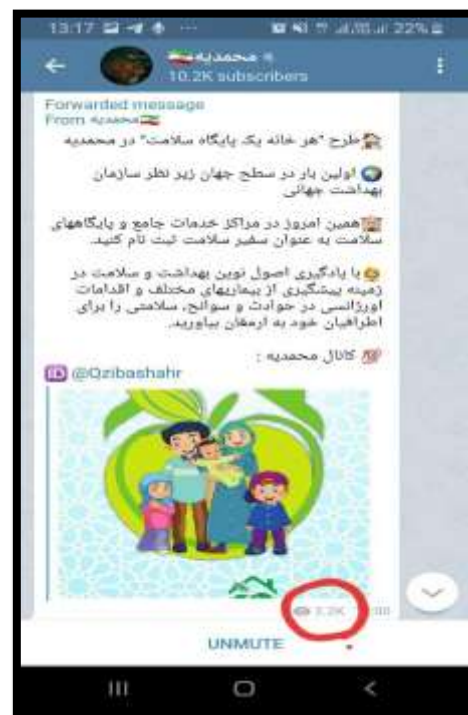 13:17
22%
محمدیه
10.2K subscribers
Forwarded message
From محمدیه
طرح "هر خانه یک پایگاه سلامت" در محمدیه
اولین بار در سطح جهان زیر نظر سازمان
بهداشت جهانی
همین امروز در مراکز خدمات جامع و پایگاههای
سلامت به عنوان سفیر سلامت ثبت نام کنید.
با یادگیری اصول نوین بهداشت و سلامت در
زمینه پیشگیری از بیماریهای مختلف و اقدامات
اورژانسی در حوادث و سوانح، سلامتی را برای
اطرافیان خود به ارمغان بیاورید.
💯 کانال محمدیه :
🆔 @Qzibashahr
UNMUTE